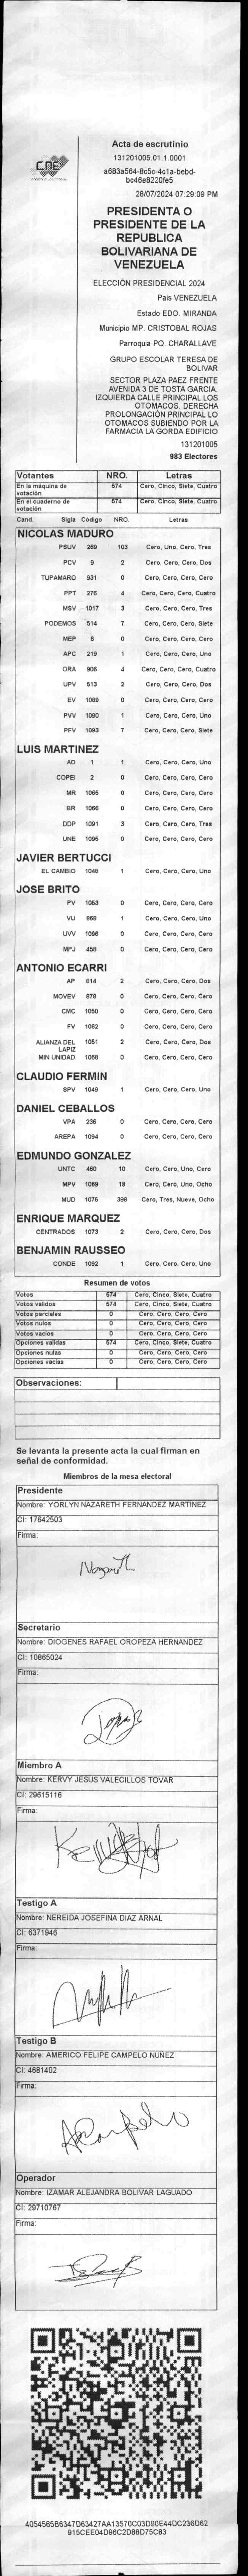 CNE
Acta de escrutinio
131201005.01.1.0001
a683a564-8c5c-4c1a-bebd-
bc46e8220fe5
28/07/2024 07:29:09 PM
PRESIDENTA O
PRESIDENTE DE LA
REPUBLICA
BOLIVARIANA DE
VENEZUELA
ELECCIÓN PRESIDENCIAL 2024
Pais VENEZUELA
Estado EDO. MIRANDA
Municipio MP. CRISTOBAL ROJAS
Parroquia PQ. CHARALLAVE
GRUPO ESCOLAR TERESA DE
BOLIVAR
SECTOR PLAZA PAEZ FRENTE
AVENIDA 3 DE TOSTA GARCIA.
IZQUIERDA CALLE PRINCIPAL LOS
OTOMACOS. DERECHA
PROLONGACIÓN PRINCIPAL LO
OTOMACOS SUBIENDO POR LA
FARMACIA LA GORDA EDIFICIO
131201005
983 Electores
Votantes NRO. Letras
En la máquina de votación 574 Cero, Cinco, Siete, Cuatro
En el cuaderno de votación 574 Cero, Cinco, Siete, Cuatro
Cand. Sigla Código NRO. Letras
NICOLAS MADURO
PSUV 269 103 Cero, Uno, Cero, Tres
PCV 9 2 Cero, Cero, Cero, Dos
TUPAMARO 931 0 Cero, Cero, Cero, Cero
PPT 276 4 Cero, Cero, Cero, Cuatro
MSV 1017 3 Cero, Cero, Cero, Tres
PODEMOS 514 7 Cero, Cero, Cero, Siete
MEP 6 0 Cero, Cero, Cero, Cero
APC 219 1 Cero, Cero, Cero, Uno
ORA 906 4 Cero, Cero, Cero, Cuatro
UPV 513 2 Cero, Cero, Cero, Dos
EV 1089 0 Cero, Cero, Cero, Cero
PVV 1090 1 Cero, Cero, Cero, Uno
PFV 1093 7 Cero, Cero, Cero, Siete
LUIS MARTINEZ
AD 1 1 Cero, Cero, Cero, Uno
COPEI 2 0 Cero, Cero, Cero, Cero
MR 1065 0 Cero, Cero, Cero, Cero
BR 1066 0 Cero, Cero, Cero, Cero
DDP 1091 3 Cero, Cero, Cero, Tres
UNE 1095 0 Cero, Cero, Cero, Cero
JAVIER BERTUCCI
EL CAMBIO 1048 1 Cero, Cero, Cero, Uno
JOSE BRITO
PV 1053 0 Cero, Cero, Cero, Cero
VU 868 1 Cero, Cero, Cero, Uno
UVV 1096 0 Cero, Cero, Cero, Cero
MPJ 458 0 Cero, Cero, Cero, Cero
ANTONIO ECARRI
AP 814 2 Cero, Cero, Cero, Dos
MOVEV 878 0 Cero, Cero, Cero, Cero
CMC 1050 0 Cero, Cero, Cero, Cero
FV 1062 0 Cero, Cero, Cero, Cero
ALIANZA DEL LAPIZ 1051 2 Cero, Cero, Cero, Dos
MIN UNIDAD 1068 0 Cero, Cero, Cero, Cero
CLAUDIO FERMIN
SPV 1049 1 Cero, Cero, Cero, Uno
DANIEL CEBALLOS
VPA 236 0 Cero, Cero, Cero, Cero
AREPA 1094 0 Cero, Cero, Cero, Cero
EDMUNDO GONZALEZ
UNTC 460 10 Cero, Cero, Uno, Cero
MPV 1069 18 Cero, Cero, Uno, Ocho
MUD 1075 398 Cero, Tres, Nueve, Ocho
ENRIQUE MARQUEZ
CENTRADOS 1073 2 Cero, Cero, Cero, Dos
BENJAMIN RAUSSEO
CONDE 1092 1 Cero, Cero, Cero, Uno
Resumen de votos
Votos 574 Cero, Cinco, Siete, Cuatro
Votos validos 574 Cero, Cinco, Siete, Cuatro
Votos parciales 0 Cero, Cero, Cero, Cero
Votos nulos 0 Cero, Cero, Cero, Cero
Votos vacios 0 Cero, Cero, Cero, Cero
Opciones validas 574 Cero, Cinco, Siete, Cuatro
Opciones nulas 0 Cero, Cero, Cero, Cero
Opciones vacias 0 Cero, Cero, Cero, Cero
Observaciones:
Se levanta la presente acta la cual firman en
señal de conformidad.
Miembros de la mesa electoral
Presidente
Nombre: YORLYN NAZARETH FERNANDEZ MARTINEZ
CI: 17642503
Firma:
Nazareth
Secretario
Nombre: DIOGENES RAFAEL OROPEZA HERNANDEZ
CI: 10865024
Firma:
Miembro A
Nombre: KERVY JESUS VALECILLOS TOVAR
CI: 29615116
Firma:
Testigo A
Nombre: NEREIDA JOSEFINA DIAZ ARNAL
CI: 6371946
Firma:
Testigo B
Nombre: AMERICO FELIPE CAMPELO NUÑEZ
CI: 4681402
Firma:
ACampelo
Operador
Nombre: IZAMAR ALEJANDRA BOLIVAR LAGUADO
CI: 29710767
Firma:
4054565B6347D63427AA13570C03D90E44DC236D62
915CEE04D96C2D88D75C83